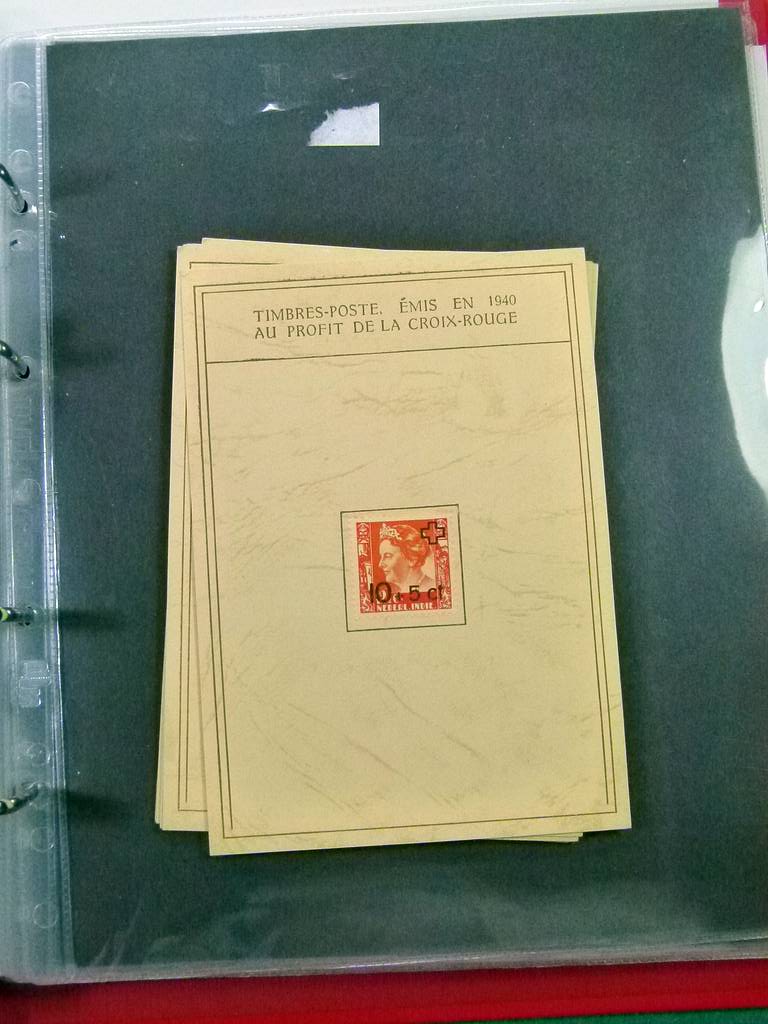 TIMBRES-POSTE, ÉMIS EN 1940
AU PROFIT DE LA CROIX-ROUGE
10+5 ct
NEDERL. INDIE